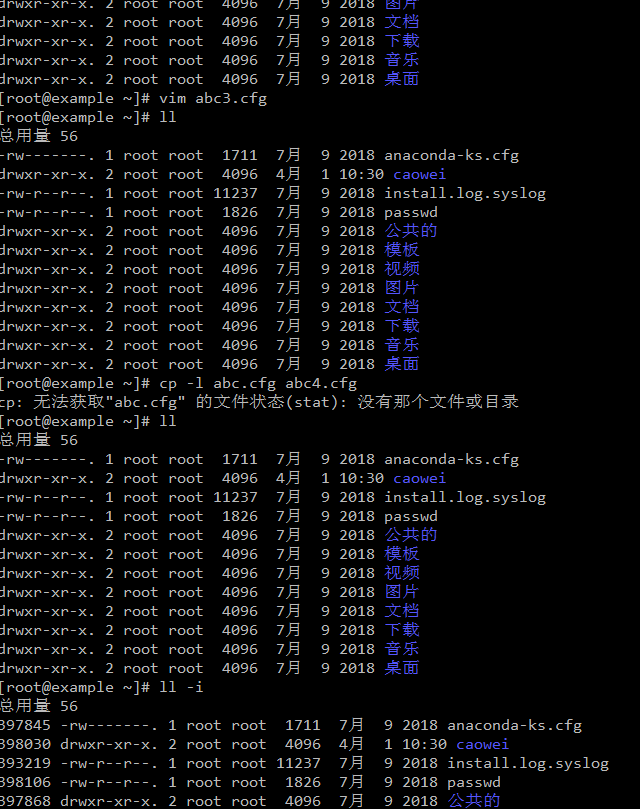 drwxr-xr-x. 2 root root  4096  7月  9 2018 图片
drwxr-xr-x. 2 root root  4096  7月  9 2018 文档
drwxr-xr-x. 2 root root  4096  7月  9 2018 下载
drwxr-xr-x. 2 root root  4096  7月  9 2018 音乐
drwxr-xr-x. 2 root root  4096  7月  9 2018 桌面
[root@example ~]# vim abc3.cfg
[root@example ~]# ll
总用量 56
-rw-------. 1 root root  1711  7月  9 2018 anaconda-ks.cfg
drwxr-xr-x. 2 root root  4096  4月  1 10:30 caowei
-rw-r--r--. 1 root root 11237  7月  9 2018 install.log.syslog
-rw-r--r--. 1 root root  1826  7月  9 2018 passwd
drwxr-xr-x. 2 root root  4096  7月  9 2018 公共的
drwxr-xr-x. 2 root root  4096  7月  9 2018 模板
drwxr-xr-x. 2 root root  4096  7月  9 2018 视频
drwxr-xr-x. 2 root root  4096  7月  9 2018 图片
drwxr-xr-x. 2 root root  4096  7月  9 2018 文档
drwxr-xr-x. 2 root root  4096  7月  9 2018 下载
drwxr-xr-x. 2 root root  4096  7月  9 2018 音乐
drwxr-xr-x. 2 root root  4096  7月  9 2018 桌面
[root@example ~]# cp -l abc.cfg abc4.cfg
cp: 无法获取"abc.cfg" 的文件状态(stat): 没有那个文件或目录
[root@example ~]# ll
总用量 56
-rw-------. 1 root root  1711  7月  9 2018 anaconda-ks.cfg
drwxr-xr-x. 2 root root  4096  4月  1 10:30 caowei
-rw-r--r--. 1 root root 11237  7月  9 2018 install.log.syslog
-rw-r--r--. 1 root root  1826  7月  9 2018 passwd
drwxr-xr-x. 2 root root  4096  7月  9 2018 公共的
drwxr-xr-x. 2 root root  4096  7月  9 2018 模板
drwxr-xr-x. 2 root root  4096  7月  9 2018 视频
drwxr-xr-x. 2 root root  4096  7月  9 2018 图片
drwxr-xr-x. 2 root root  4096  7月  9 2018 文档
drwxr-xr-x. 2 root root  4096  7月  9 2018 下载
drwxr-xr-x. 2 root root  4096  7月  9 2018 音乐
drwxr-xr-x. 2 root root  4096  7月  9 2018 桌面
[root@example ~]# ll -i
总用量 56
397845 -rw-------. 1 root root  1711  7月  9 2018 anaconda-ks.cfg
398030 drwxr-xr-x. 2 root root  4096  4月  1 10:30 caowei
393219 -rw-r--r--. 1 root root 11237  7月  9 2018 install.log.syslog
398106 -rw-r--r--. 1 root root  1826  7月  9 2018 passwd
397868 drwxr-xr-x. 2 root root  4096  7月  9 2018 公共的